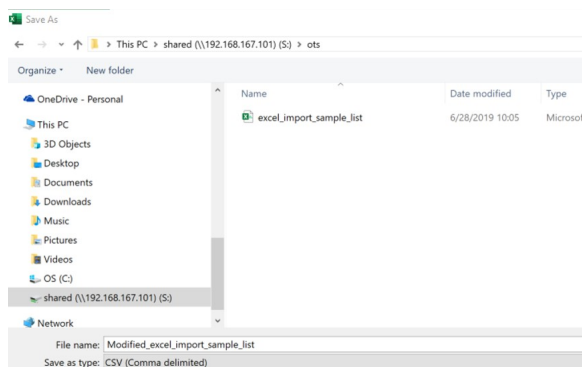 Save As
This PC > shared (\\192.168.167.101) (S:) > ots
Organize New folder
Name Date modified Type
OneDrive - Personal
excel_import_sample_list 6/28/2019 10:05 Microsof
This PC
3D Objects
Desktop
Documents
Downloads
Music
Pictures
Videos
OS (C:)
shared (\\192.168.167.101) (S:)
Network
File name: Modified_excel_import_sample_list
Save as type: CSV (Comma delimited)